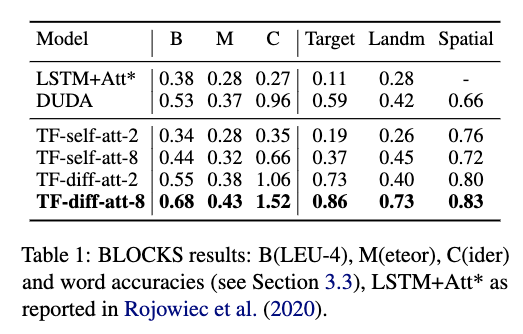 Model B M C Target Landm Spatial
LSTM+Att* 0.38 0.28 0.27 0.11 0.28 -
DUDA 0.53 0.37 0.96 0.59 0.42 0.66
TF-self-att-2 0.34 0.28 0.35 0.19 0.26 0.76
TF-self-att-8 0.44 0.32 0.66 0.37 0.45 0.72
TF-diff-att-2 0.55 0.38 1.06 0.73 0.40 0.80
TF-diff-att-8 0.68 0.43 1.52 0.86 0.73 0.83
Table 1: BLOCKS results: B(LEU-4), M(eteor), C(ider)
and word accuracies (see Section 3.3), LSTM+Att* as
reported in Rojowiec et al. (2020).